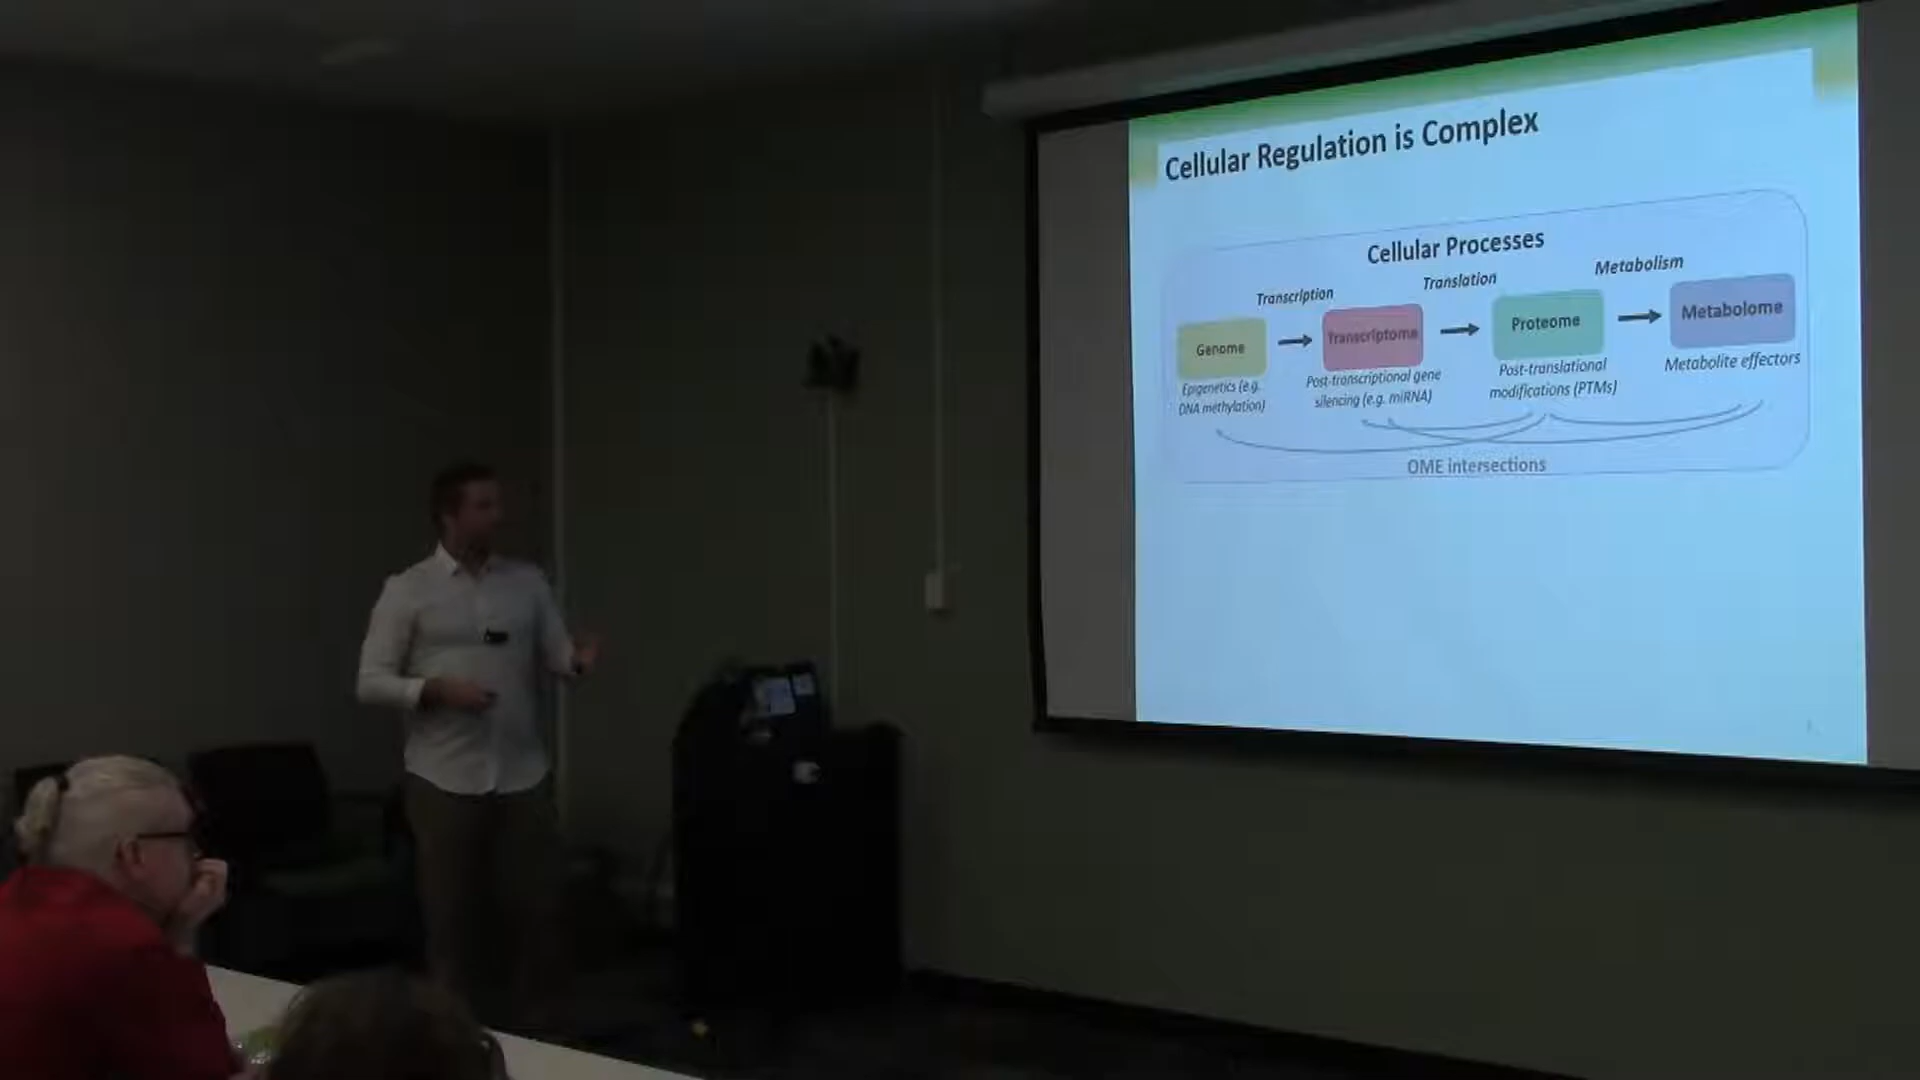 Cellular Regulation is Complex
Cellular Processes
Transcription
Translation
Metabolism
Genome
Transcriptome
Proteome
Metabolome
Epigenetics (e.g.
DNA methylation)
Post-transcriptional gene
silencing (e.g. miRNA)
Post-translational
modifications (PTMs)
Metabolite effectors
OME intersections